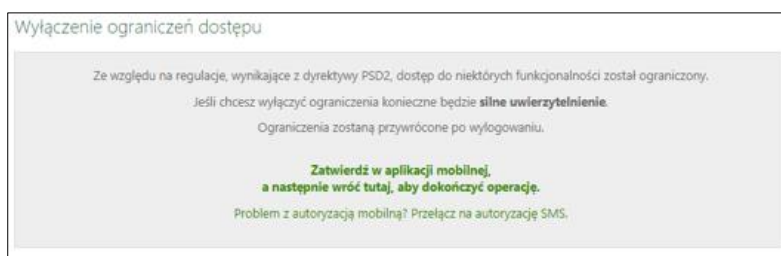 Wyłączenie ograniczeń dostępu
Ze względu na regulacje, wynikające z dyrektywy PSD2, dostęp do niektórych funkcjonalności został ograniczony.
Jeśli chcesz wyłączyć ograniczenia konieczne będzie silne uwierzytelnienie.
Ograniczenia zostaną przywrócone po wylogowaniu.
Zatwierdź w aplikacji mobilnej,
a następnie wróć tutaj, aby dokończyć operację.
Problem z autoryzacją mobilną? Przełącz na autoryzację SMS.